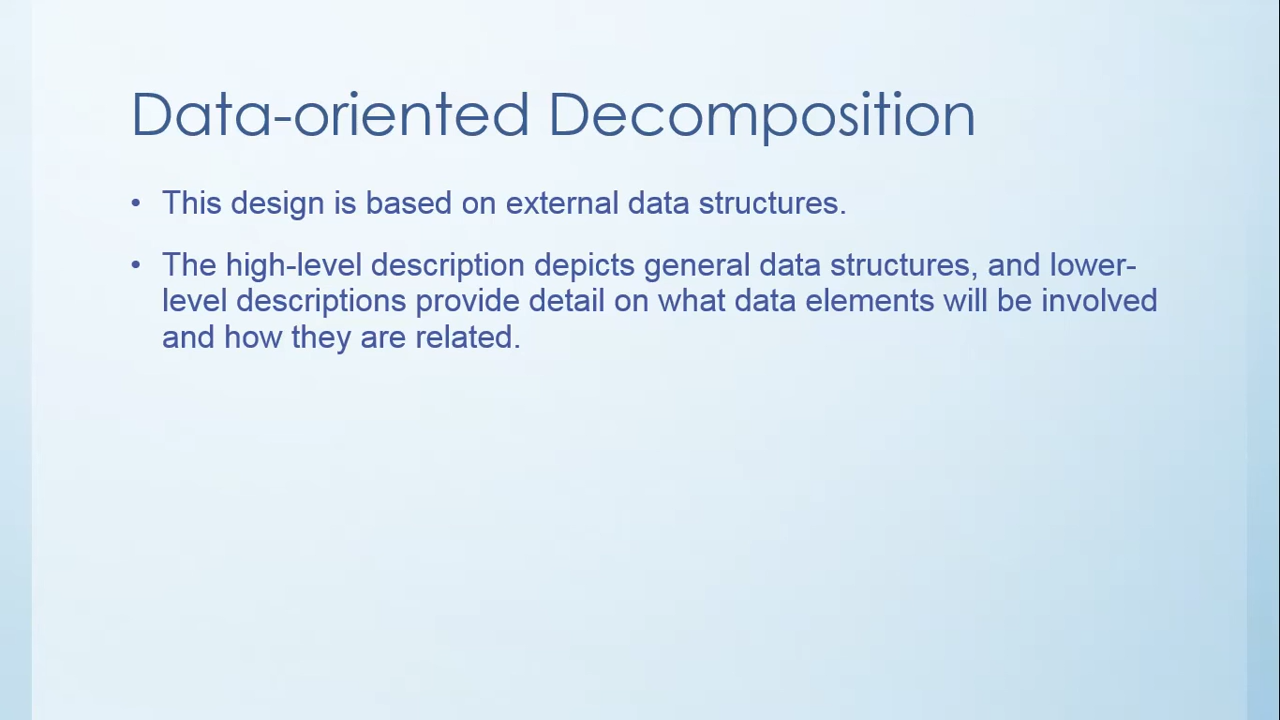 Data-oriented Decomposition
• This design is based on external data structures.
• The high-level description depicts general data structures, and lower-
level descriptions provide detail on what data elements will be involved
and how they are related.